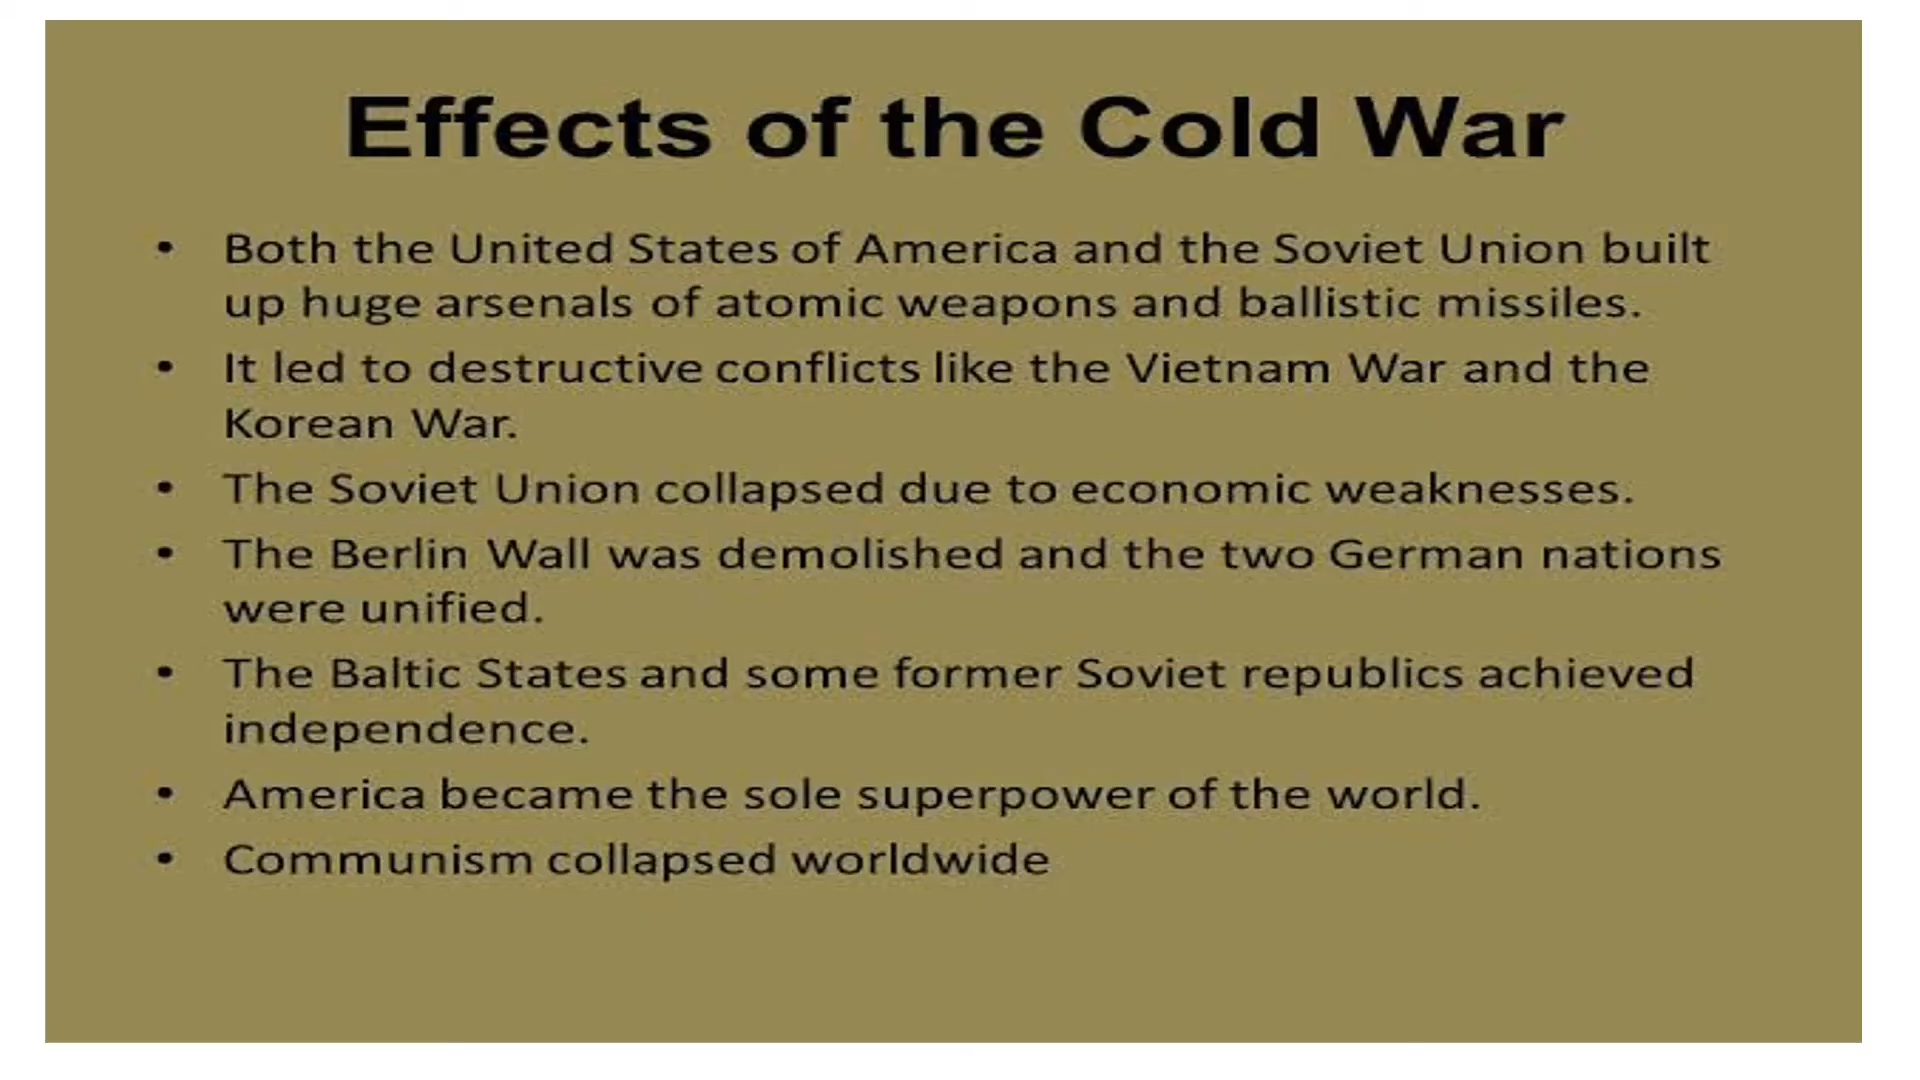 Effects of the Cold War
• Both the United States of America and the Soviet Union built
up huge arsenals of atomic weapons and ballistic missiles.
• It led to destructive conflicts like the Vietnam War and the
Korean War.
• The Soviet Union collapsed due to economic weaknesses.
• The Berlin Wall was demolished and the two German nations
were unified.
• The Baltic States and some former Soviet republics achieved
independence.
• America became the sole superpower of the world.
• Communism collapsed worldwide